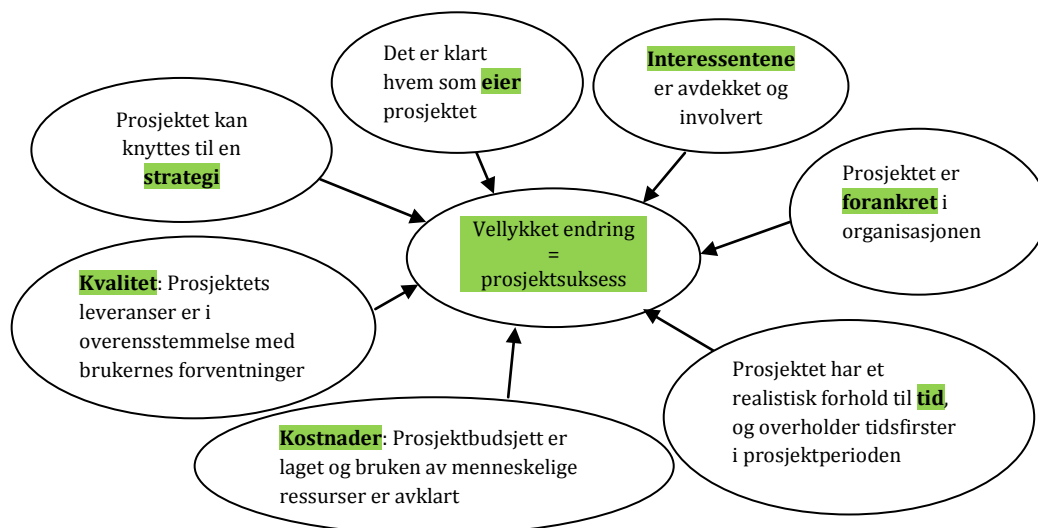 Det er klart
hvem som eier
prosjektet
Interessentene
er avdekket og
involvert
Prosjektet kan
knyttes til en
strategi
Prosjektet er
forankret i
organisasjonen
Vellykket endring
=
prosjektsuksess
Kvalitet: Prosjektets
leveranser er i
overensstemmelse med
brukernes forventninger
Prosjektet har et
realistisk forhold til tid,
og overholder tidsfirster
i prosjektperioden
Kostnader: Prosjektbudsjett er
laget og bruken av menneskelige
ressurser er avklart